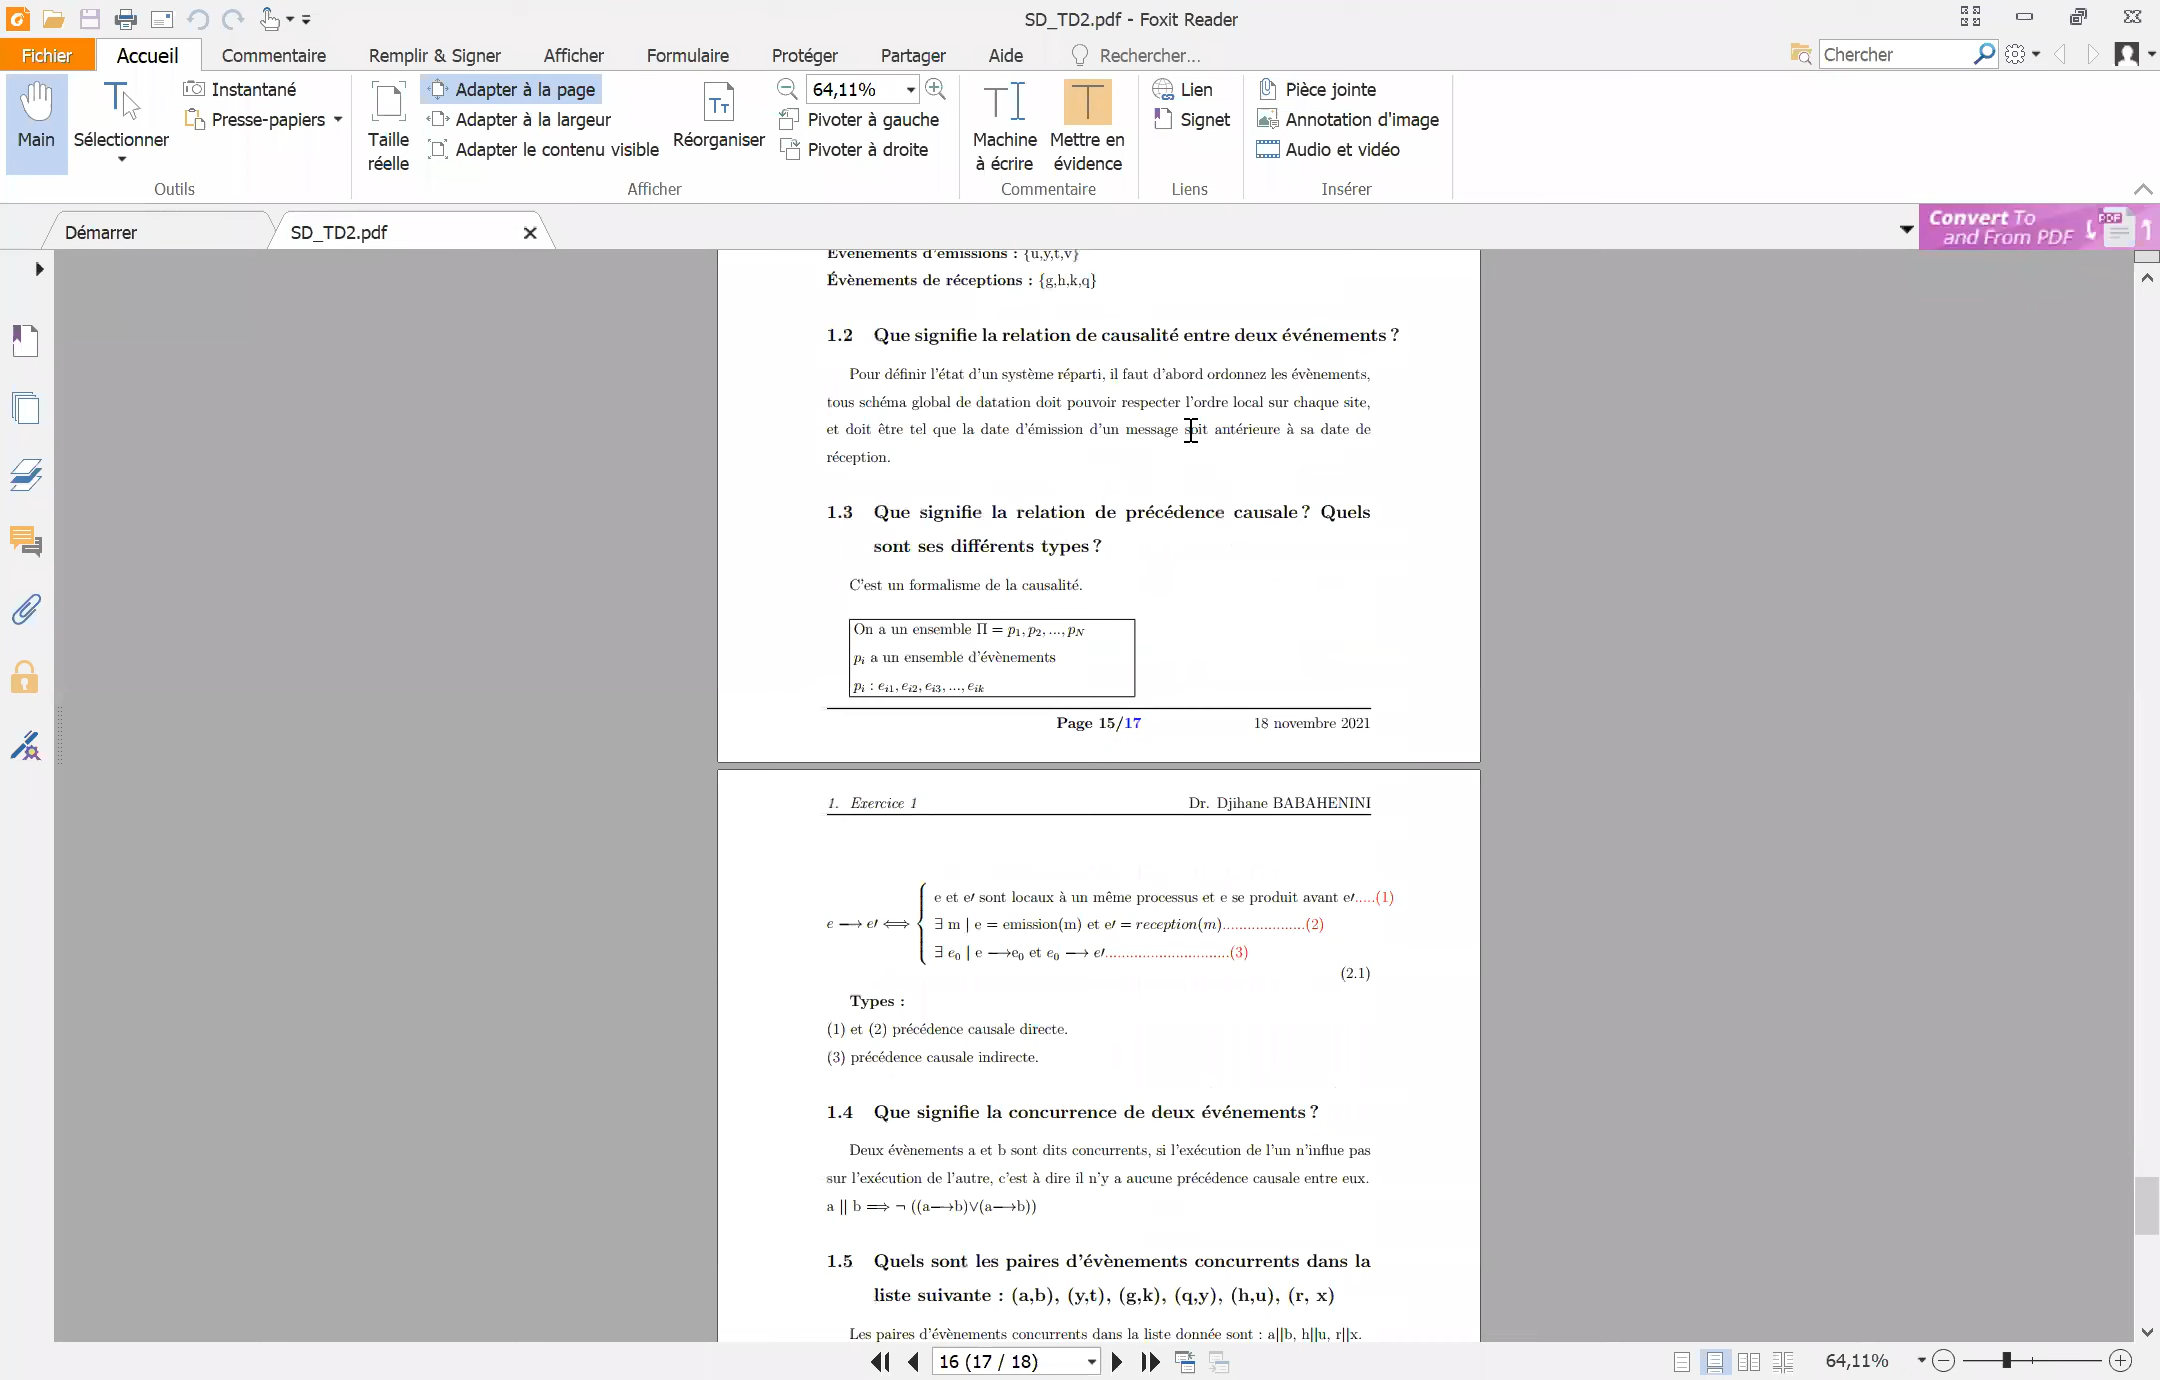 SD_TD2.pdf - Foxit Reader
Fichier Accueil Commentaire Remplir & Signer Afficher Formulaire Protéger Partager Aide Rechercher... Chercher
Main
Sélectionner
Instantané
Presse-papiers
Outils
Taille réelle
Adapter à la page
Adapter à la largeur
Adapter le contenu visible
Réorganiser
64,11%
Pivoter à gauche
Pivoter à droite
Afficher
Machine à écrire
Mettre en évidence
Commentaire
Lien
Signet
Liens
Pièce jointe
Annotation d'image
Audio et vidéo
Insérer
Démarrer SD_TD2.pdf
Convert To
and From PDF
PDF
Évènements d'émissions : {u,y,t,v}
Évènements de réceptions : {g,h,k,q}
1.2 Que signifie la relation de causalité entre deux événements ?
Pour définir l'état d'un système réparti, il faut d'abord ordonnez les évènements,
tous schéma global de datation doit pouvoir respecter l'ordre local sur chaque site,
et doit être tel que la date d'émission d'un message soit antérieure à sa date de
réception.
1.3 Que signifie la relation de précédence causale ? Quels
sont ses différents types ?
C'est un formalisme de la causalité.
On a un ensemble Π = p1, p2, ..., pN
pi a un ensemble d'évènements
pi : ei1, ei2, ei3, ..., eik
Page 15/17 18 novembre 2021
1. Exercice 1 Dr. Djihane BABAHENINI
e et e′ sont locaux à un même processus et e se produit avant e′.....(1)
e ⟶ e′ ⟺ { ∃ m | e = emission(m) et e′ = reception(m)....................(2)
∃ e0 | e ⟶e0 et e0 ⟶ e′..............................(3)
(2.1)
Types :
(1) et (2) précédence causale directe.
(3) précédence causale indirecte.
1.4 Que signifie la concurrence de deux événements ?
Deux évènements a et b sont dits concurrents, si l'exécution de l'un n'influe pas
sur l'exécution de l'autre, c'est à dire il n'y a aucune précédence causale entre eux.
a || b ⟹ ¬ ((a⟶b)∨(a⟶b))
1.5 Quels sont les paires d'évènements concurrents dans la
liste suivante : (a,b), (y,t), (g,k), (q,y), (h,u), (r, x)
Les paires d'évènements concurrents dans la liste donnée sont : a||b, h||u, r||x.
16 (17 / 18) 64,11%